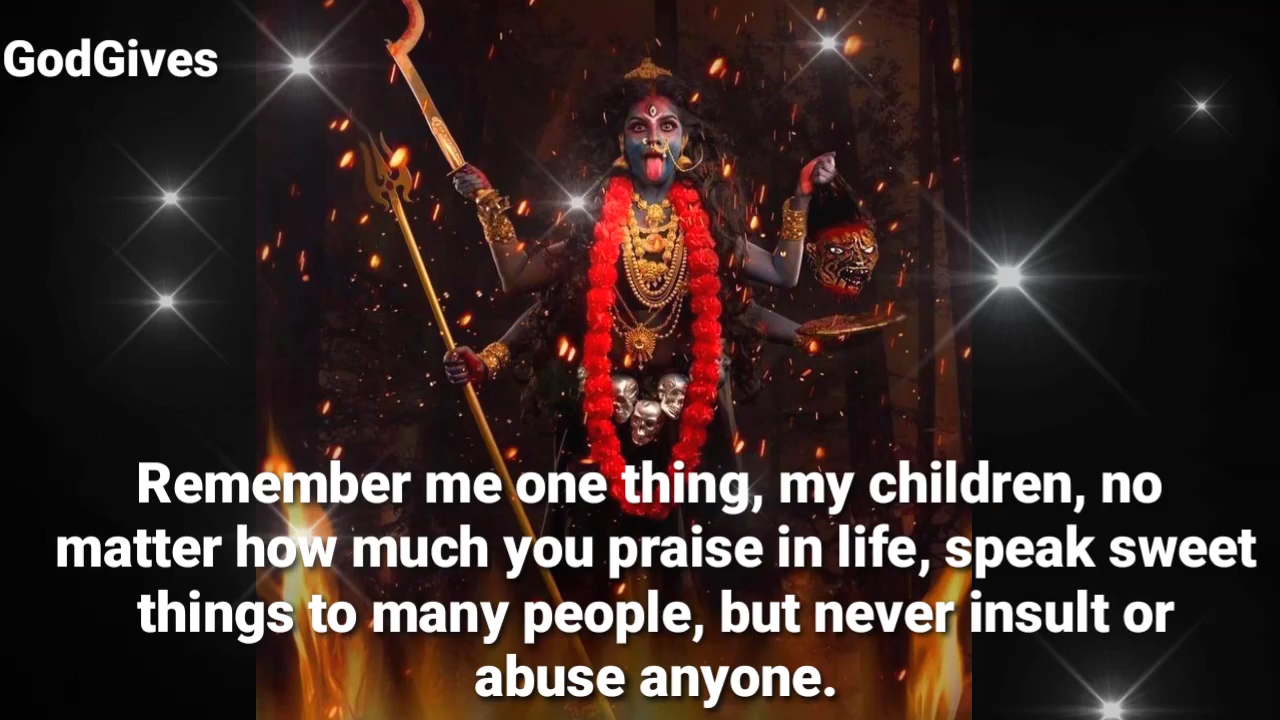 GodGives
Remember me one thing, my children, no
matter how much you praise in life, speak sweet
things to many people, but never insult or
abuse anyone.